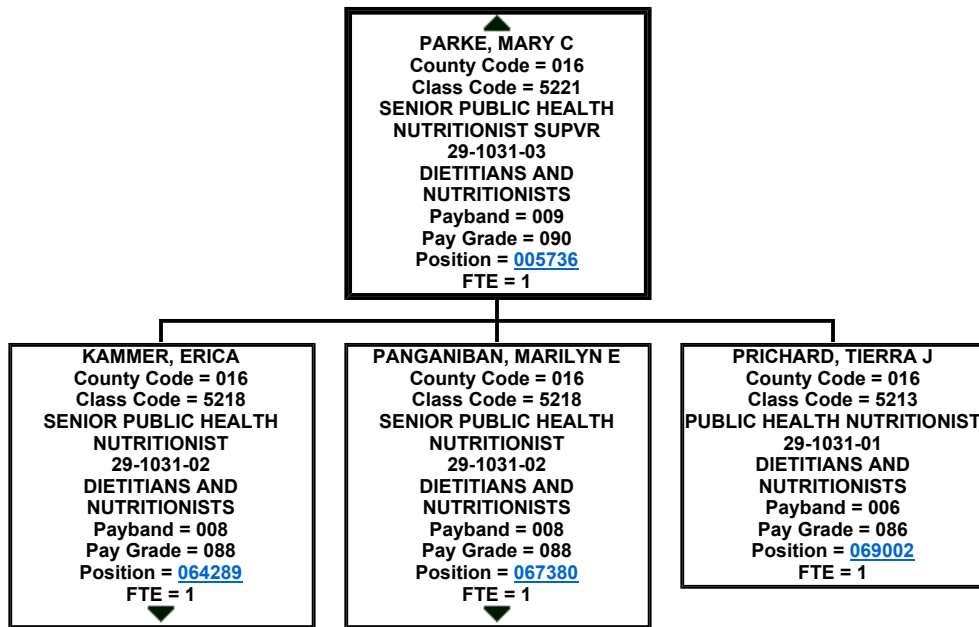 PARKE, MARY C
County Code = 016
Class Code = 5221
SENIOR PUBLIC HEALTH
NUTRITIONIST SUPVR
29-1031-03
DIETITIANS AND
NUTRITIONISTS
Payband = 009
Pay Grade = 090
Position = 005736
FTE = 1
KAMMER, ERICA
County Code = 016
Class Code = 5218
SENIOR PUBLIC HEALTH
NUTRITIONIST
29-1031-02
DIETITIANS AND
NUTRITIONISTS
Payband = 008
Pay Grade = 088
Position = 064289
FTE = 1
PANGANIBAN, MARILYN E
County Code = 016
Class Code = 5218
SENIOR PUBLIC HEALTH
NUTRITIONIST
29-1031-02
DIETITIANS AND
NUTRITIONISTS
Payband = 008
Pay Grade = 088
Position = 067380
FTE = 1
PRICHARD, TIERRA J
County Code = 016
Class Code = 5213
PUBLIC HEALTH NUTRITIONIST
29-1031-01
DIETITIANS AND
NUTRITIONISTS
Payband = 006
Pay Grade = 086
Position = 069002
FTE = 1